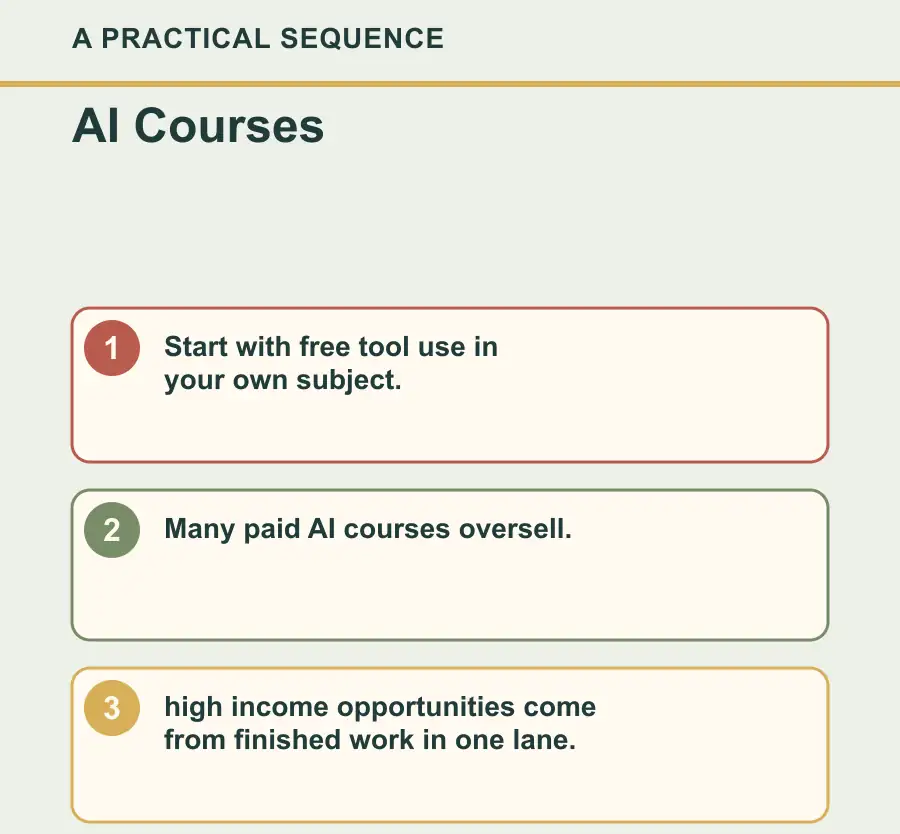 A PRACTICAL SEQUENCE
AI Courses
1
Start with free tool use in
your own subject.
2
Many paid AI courses oversell.
3
high income opportunities come
from finished work in one lane.